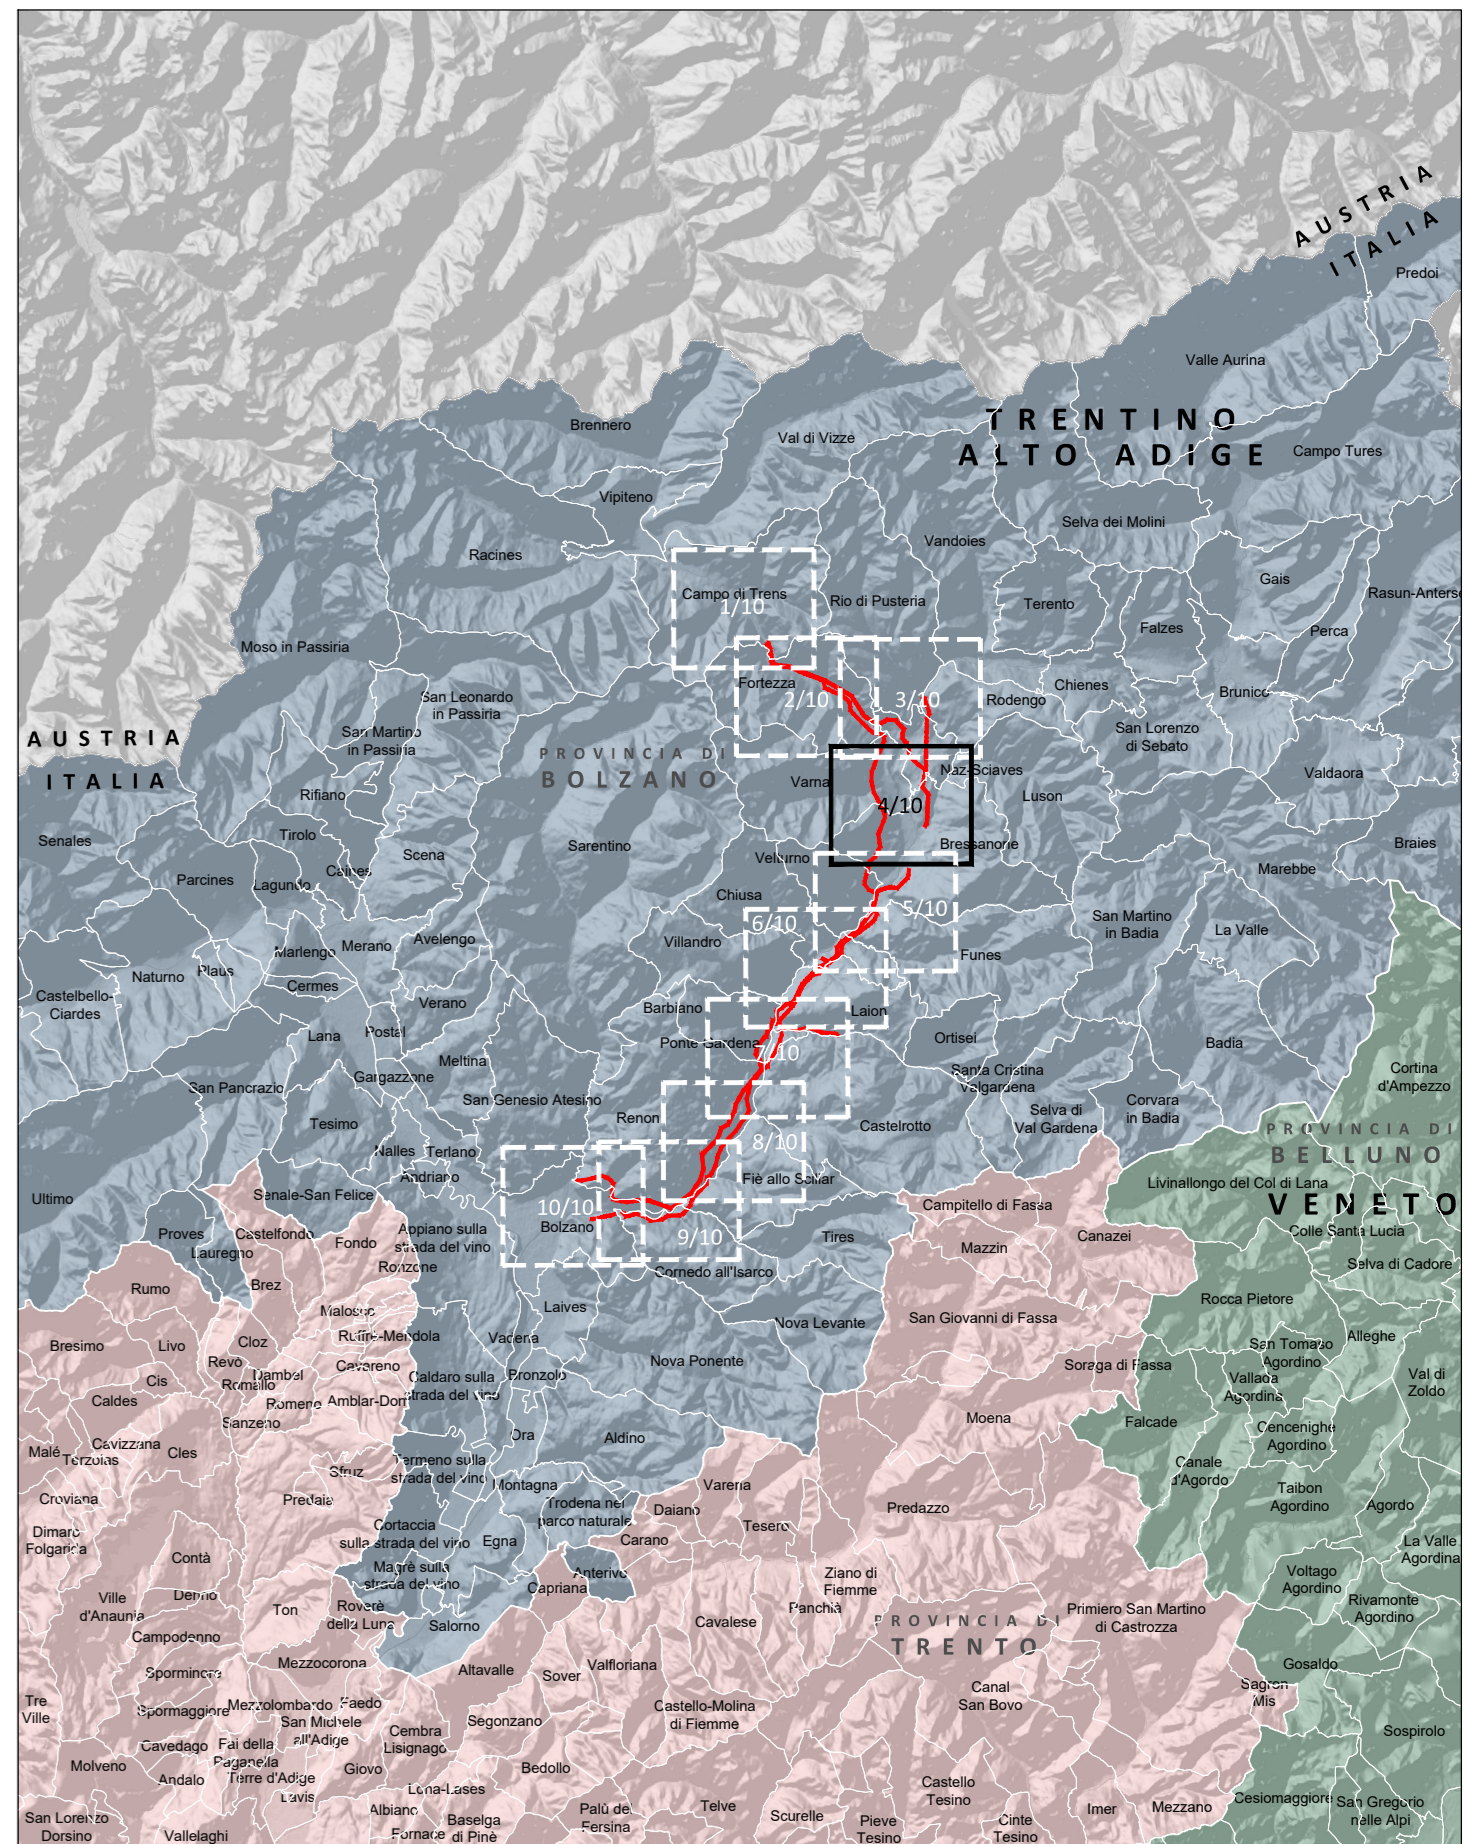 AUSTRIA
ITALIA
Predoi
Valle Aurina
TRENTINO
ALTO ADIGE
Brennero
Val di Vizze
Campo Tures
Vipiteno
Selva dei Molini
Racines
Vandoies
Gais
Campo di Trens
1/10
Rio di Pusteria
Terento
Rasun-Anterse
Falzes
Perca
Moso in Passiria
Fortezza
2/10
3/10
Rodengo
Chienes
Brunico
San Leonardo
in Passiria
San Martino
in Passiria
San Lorenzo
di Sebato
AUSTRIA
ITALIA
PROVINCIA DI
BOLZANO
Varna
Naz-Sciaves
Valdaora
Rifiano
4/10
Luson
Senales
Tirolo
Scena
Sarentino
Velturno
Bressanone
Braies
Parcines
Lagundo
Caines
Marebbe
Chiusa
5/10
6/10
San Martino
in Badia
La Valle
Marlengo
Merano
Avelengo
Villandro
Funes
Naturno
Plaus
Cermes
Castelbello-
Ciardes
Verano
Barbiano
Laion
Lana
Postal
Ponte Gardena
7/10
Ortisei
Badia
Meltina
Gargazzone
Santa Cristina
Valgardena
Cortina
d'Ampezzo
San Pancrazio
San Genesio Atesino
Renon
Selva di
Val Gardena
Corvara
in Badia
Tesimo
Castelrotto
8/10
PROVINCIA DI
BELLUNO
Nalles
Terlano
Andriano
Fiè allo Sciliar
Livinallongo del Col di Lana
Ultimo
Senale-San Felice
10/10
Bolzano
Campitello di Fassa
VENETO
Proves
Lauregno
Castelfondo
Fondo
Appiano sulla
strada del vino
9/10
Tires
Mazzin
Canazei
Colle Santa Lucia
Ronzone
Cornedo all'Isarco
Selva di Cadore
Rumo
Brez
Malosco
Laives
Nova Levante
San Giovanni di Fassa
Rocca Pietore
Bresimo
Livo
Cloz
Ruffrè-Mendola
Vadena
San Tomaso
Agordino
Alleghe
Revò
Cavareno
Nova Ponente
Soraga di Fassa
Cis
Romallo
Dambel
Caldaro sulla
strada del vino
Bronzolo
Vallada
Agordina
Val di
Zoldo
Caldes
Romeno
Amblar-Don
Sanzeno
Moena
Falcade
Ora
Aldino
Cencenighe
Agordino
Malé
Cavizzana
Terzolas
Cles
Sfruz
Termeno sulla
strada del vino
Canale
d'Agordo
Montagna
Varena
Taibon
Agordino
Croviana
Predaia
Trodena nel
parco naturale
Daiano
Tesero
Predazzo
Agordo
Dimaro
Folgarida
Cortaccia
sulla strada del vino
Egna
Carano
La Valle
Agordina
Contà
Magrè sulla
strada del vino
Anterivo
Capriana
Ziano di
Fiemme
Voltago
Agordino
Ville
d'Anaunia
Denno
Ton
Roverè
della Luna
Panchià
Rivamonte
Agordino
Salorno
Cavalese
PROVINCIA DI
TRENTO
Primiero San Martino
di Castrozza
Campodenno
Mezzocorona
Altavalle
Sover
Valfloriana
Gosaldo
Sporminore
Sagron
Mis
Tre
Ville
Spormaggiore
Mezzolombardo
Faedo
San Michele
all'Adige
Segonzano
Castello-Molina
di Fiemme
Canal
San Bovo
Cembra
Lisignago
Sospirolo
Cavedago
Fai della
Paganella
Molveno
Andalo
Terre d'Adige
Giovo
Bedollo
Lavis
Lona-Lases
Castello
Tesino
Cesiomaggiore
San Gregorio
nelle Alpi
Albiano
San Lorenzo
Dorsino
Vallelaghi
Fornace
Baselga
di Pinè
Palù del
Fersina
Telve
Scurelle
Pieve
Tesino
Cinte
Tesino
Imer
Mezzano